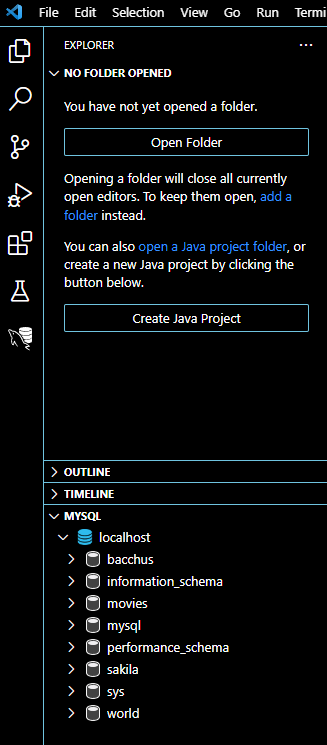 File Edit Selection View Go Run Termi
EXPLORER
NO FOLDER OPENED
You have not yet opened a folder.
Open Folder
Opening a folder will close all currently
open editors. To keep them open, add a
folder instead.
You can also open a Java project folder, or
create a new Java project by clicking the
button below.
Create Java Project
OUTLINE
TIMELINE
MYSQL
localhost
bacchus
information_schema
movies
mysql
performance_schema
sakila
sys
world